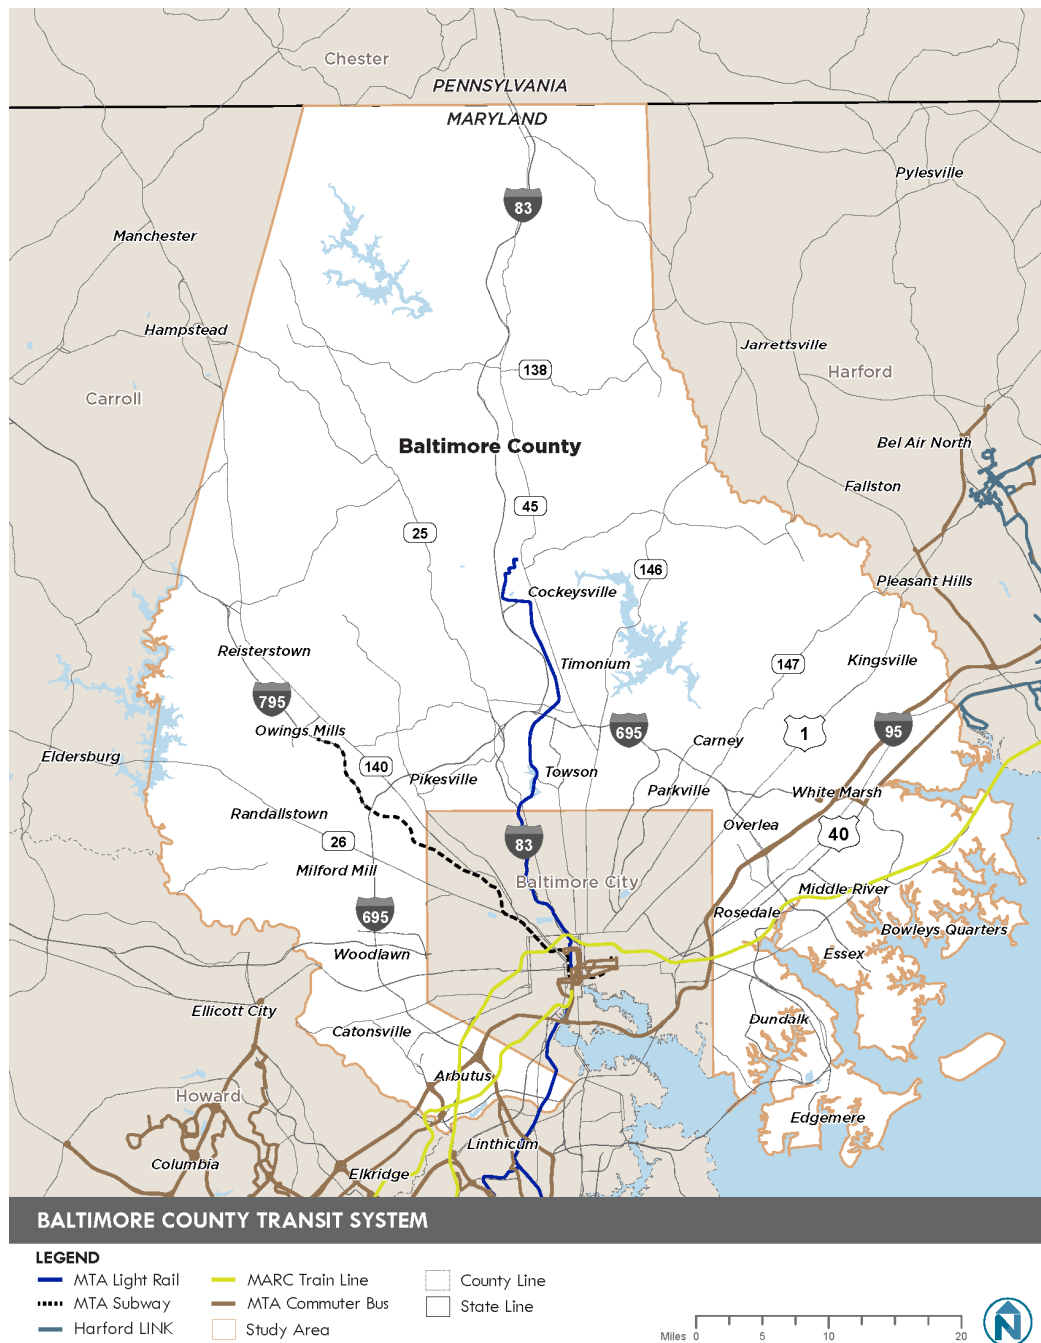 Chester
PENNSYLVANIA
MARYLAND
Pylesville
83
Manchester
Hampstead
Jarrettsville
138
Harford
Carroll
Baltimore County
Bel Air North
Fallston
45
25
146
Pleasant Hills
Cockeysville
Reisterstown
Timonium
147
Kingsville
795
Owings Mills
695
1
95
Carney
Eldersburg
140
Pikesville
Towson
Parkville
White Marsh
Randallstown
Overlea
26
83
40
Milford Mill
Baltimore City
Middle River
695
Rosedale
Bowleys Quarters
Woodlawn
Essex
Ellicott City
Catonsville
Dundalk
Arbutus
Howard
Edgemere
Linthicum
Columbia
Elkridge
BALTIMORE COUNTY TRANSIT SYSTEM
LEGEND
MTA Light Rail
MTA Subway
Harford LINK
MARC Train Line
MTA Commuter Bus
Study Area
County Line
State Line
Miles 0 5 10 20
N